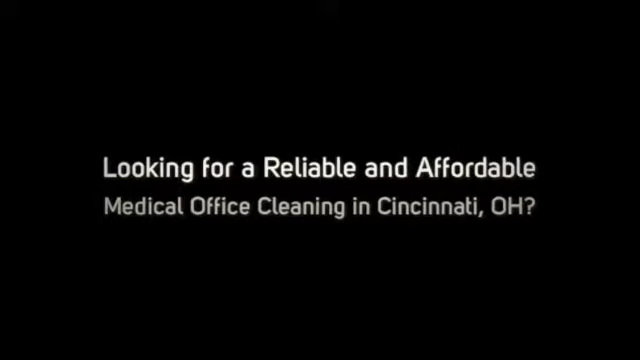 Looking for a Reliable and Affordable
Medical Office Cleaning in Cincinnati, OH?